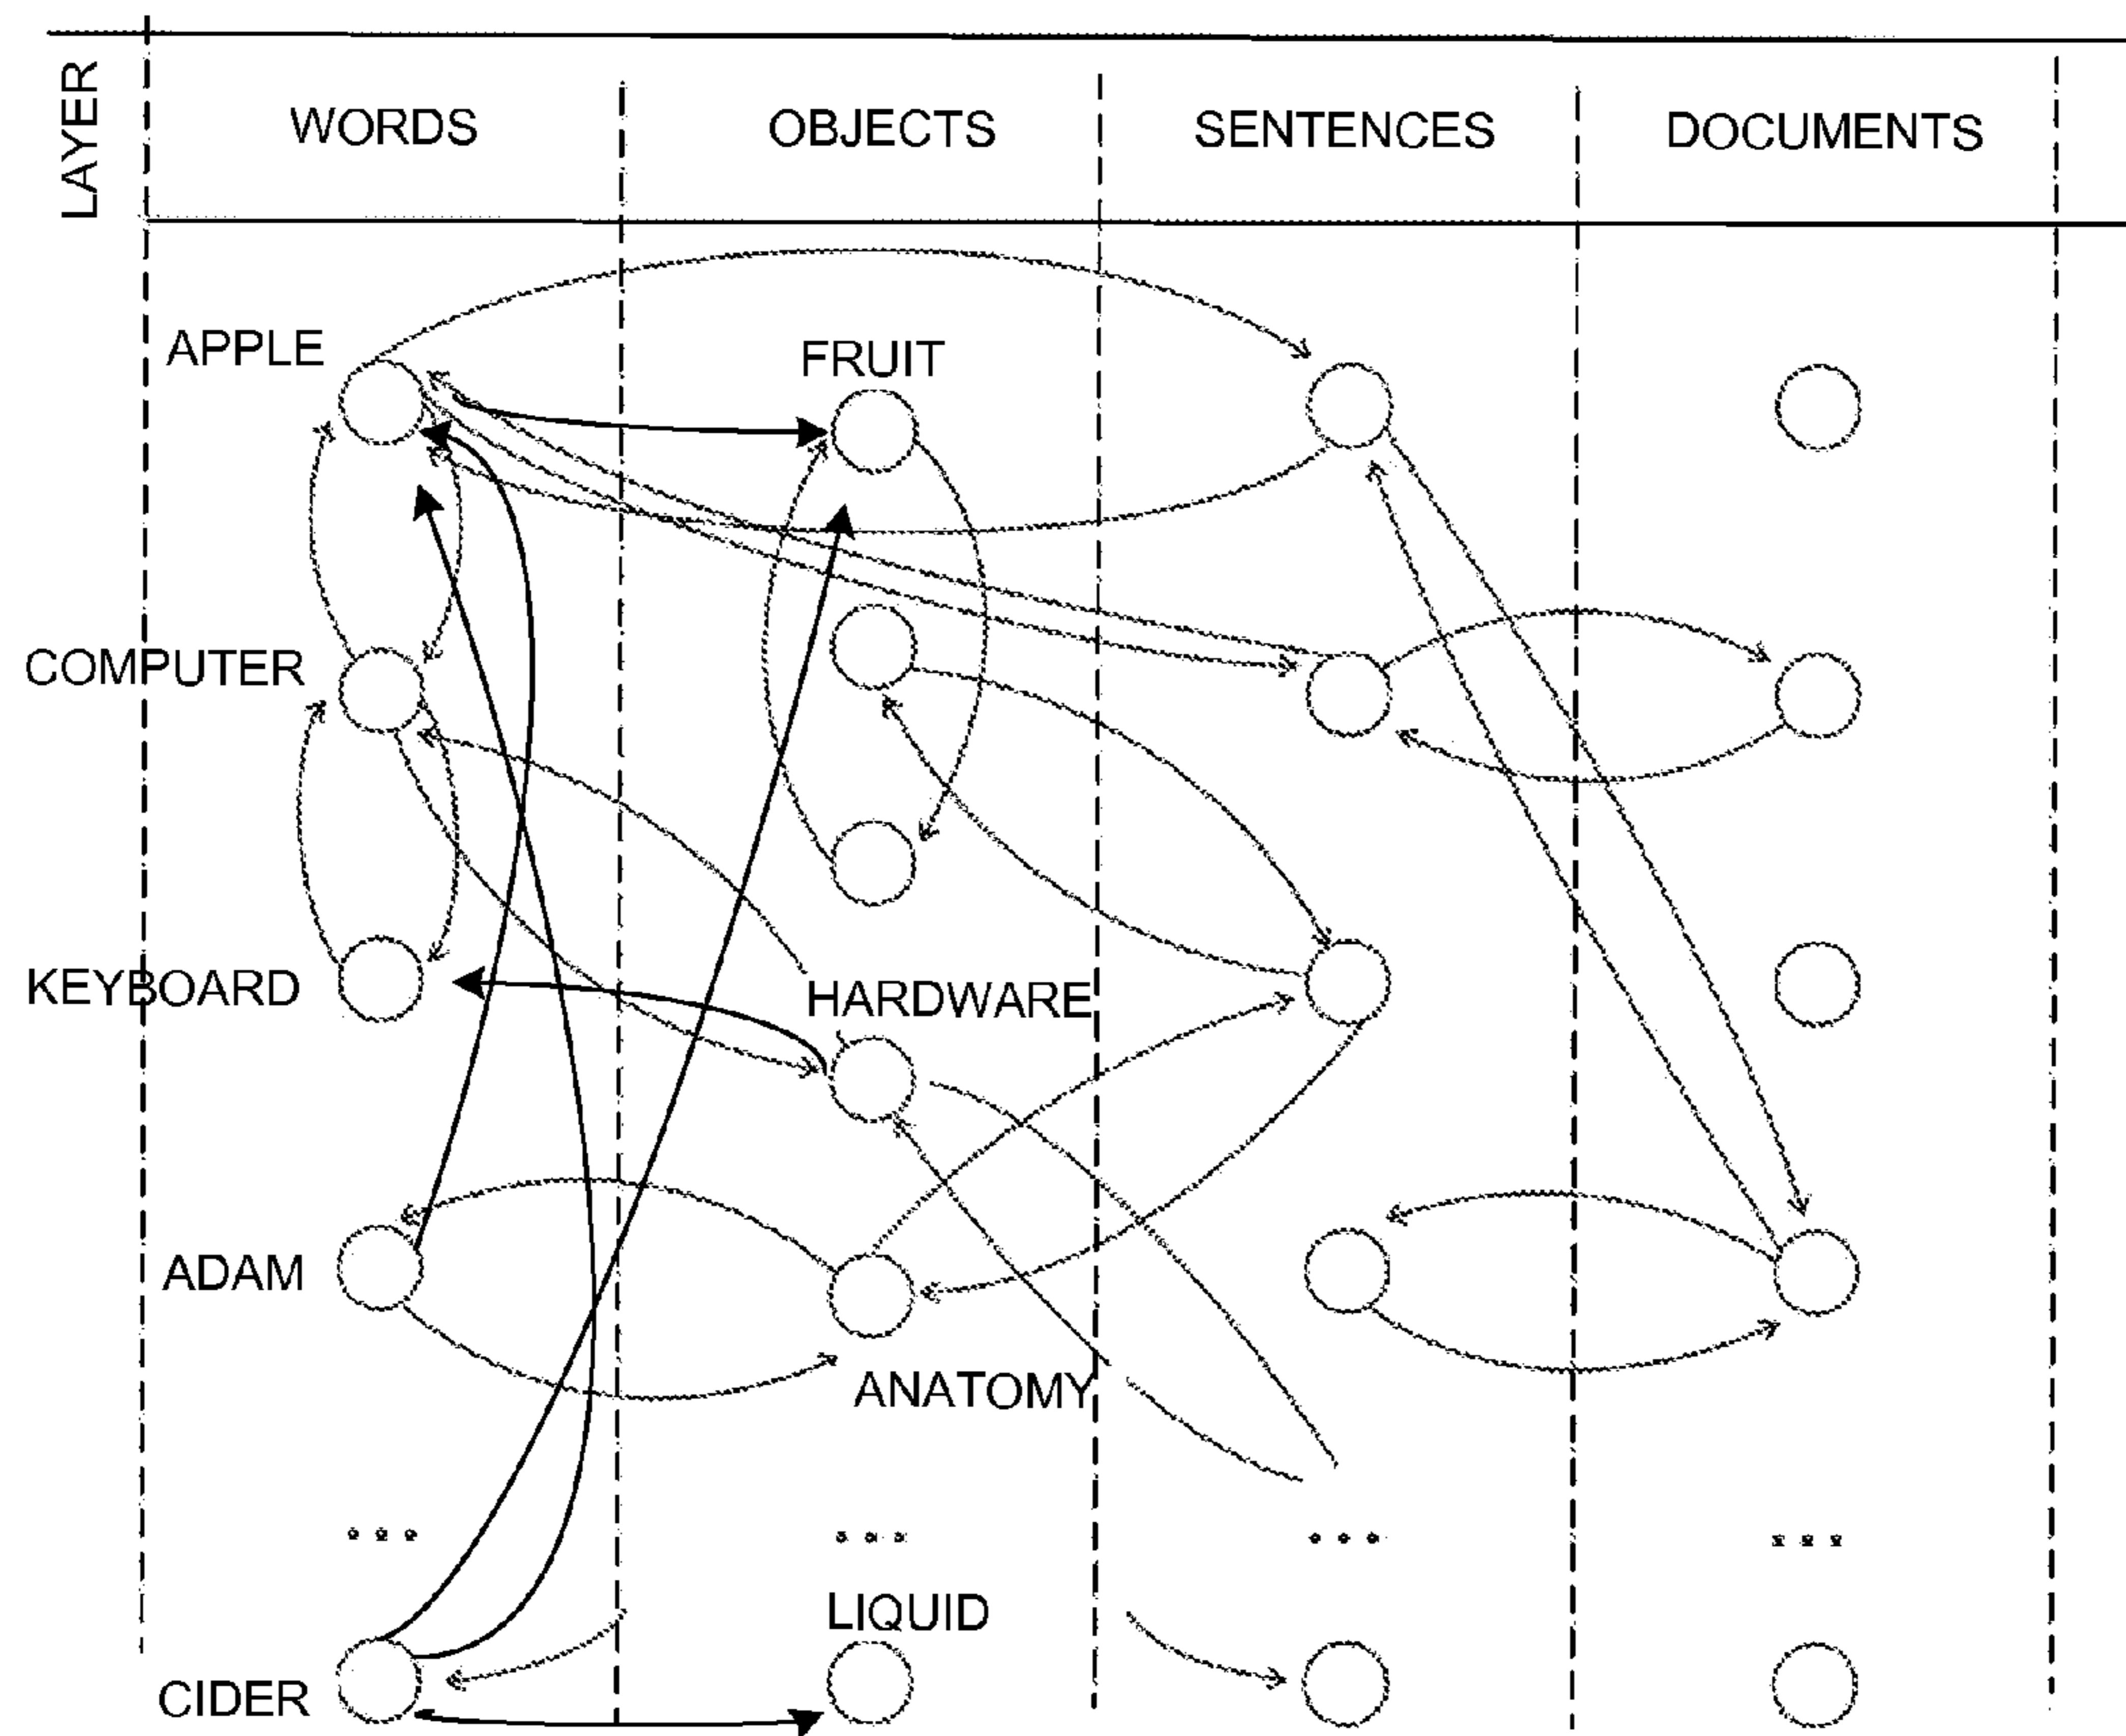 LAYER
WORDS
OBJECTS
SENTENCES
DOCUMENTS
APPLE
FRUIT
COMPUTER
KEYBOARD
HARDWARE
ADAM
ANATOMY
...
...
...
...
LIQUID
CIDER